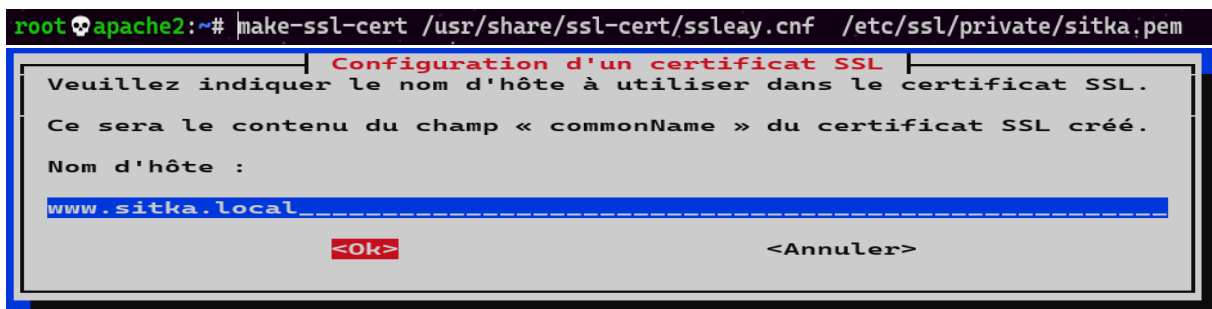 root💀apache2:~# make-ssl-cert /usr/share/ssl-cert/ssleay.cnf /etc/ssl/private/sitka.pem
Configuration d'un certificat SSL
Veuillez indiquer le nom d'hôte à utiliser dans le certificat SSL.
Ce sera le contenu du champ « commonName » du certificat SSL créé.
Nom d'hôte :
www.sitka.local
<Ok> <Annuler>